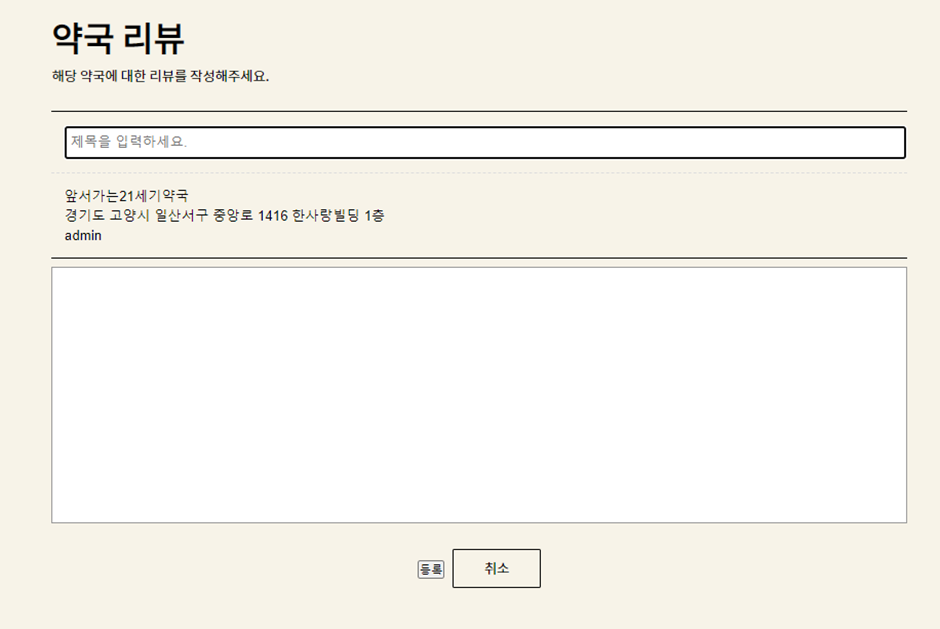 약국 리뷰
해당 약국에 대한 리뷰를 작성해주세요.
제목을 입력하세요.
앞서가는21세기약국
경기도 고양시 일산서구 중앙로 1416 한사랑빌딩 1층
admin
등록 취소